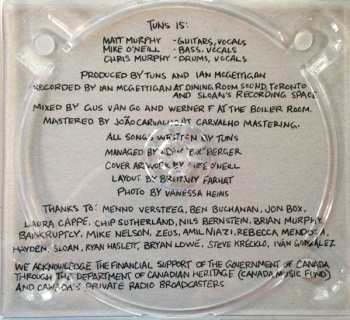 TUNS IS:
MATT MURPHY - GUITARS, VOCALS
MIKE O'NEILL - BASS, VOCALS
CHRIS MURPHY - DRUMS, VOCALS
PRODUCED BY TUNS AND IAN MCGETTIGAN
RECORDED BY IAN MCGETTIGAN AT DINING ROOM SOUND, TORONTO
AND SLOAN'S RECORDING SPACE
MIXED BY GUS VAN GO AND WERNER F AT THE BOILER ROOM.
MASTERED BY JOÃO CARVALHO AT CARVALHO MASTERING.
ALL SONGS WRITTEN BY TUNS
MANAGED BY BERGER
COVER ARTWORK BY MIKE O'NEILL
LAYOUT BY BRITTANY FARHAT
PHOTO BY VANESSA HEINS
THANKS TO: MENNO VERSTEEG, BEN BUCHANAN, JON BOX,
LAURA CAPPE, CHIP SUTHERLAND, NILS BERNSTEIN, BRIAN MURPHY,
BANKRUPTCY, MIKE NELSON, ZEUS, AMIL NIAZI, REBECCA MENDOZA,
HAYDEN, SLOAN, RYAN HASLETT, BRYAN LOWE, STEVE KRECKLO, IVÁN GONZÁLEZ
WE ACKNOWLEDGE THE FINANCIAL SUPPORT OF THE GOVERNMENT OF CANADA
THROUGH THE DEPARTMENT OF CANADIAN HERITAGE (CANADA MUSIC FUND)
AND CANADA'S PRIVATE RADIO BROADCASTERS